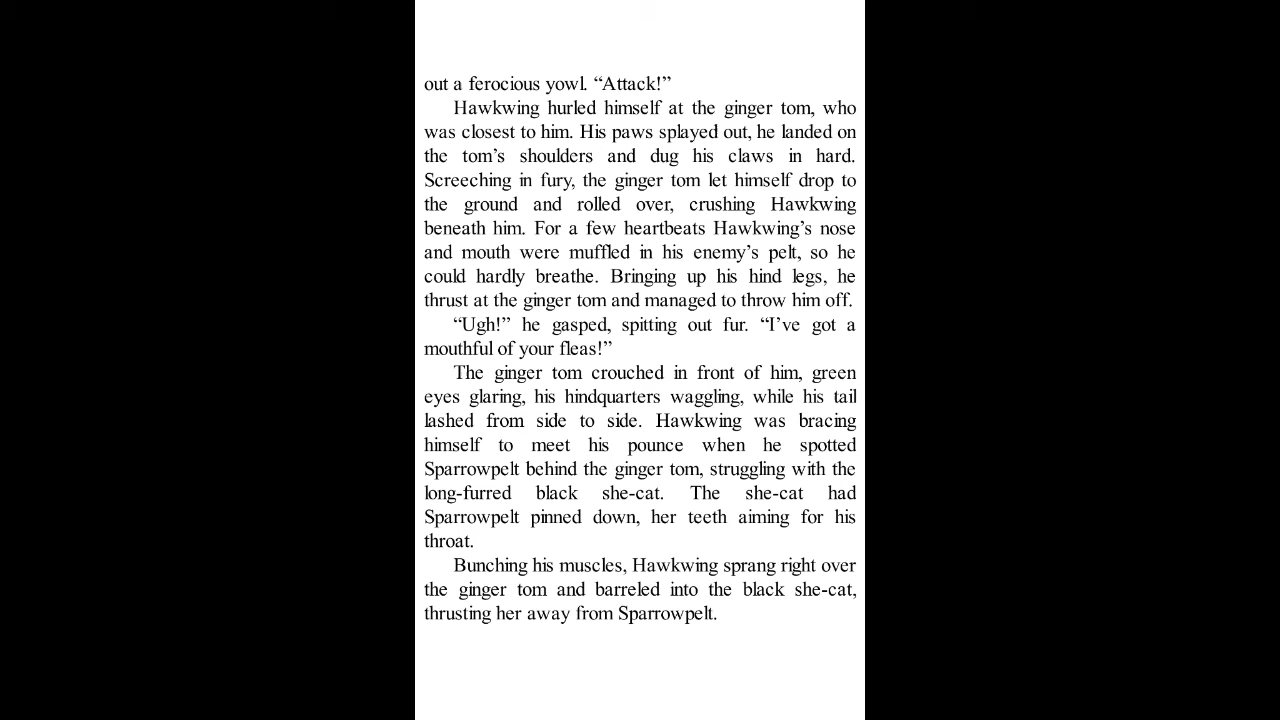 out a ferocious yowl. “Attack!”
Hawkwing hurled himself at the ginger tom, who
was closest to him. His paws splayed out, he landed on
the tom’s shoulders and dug his claws in hard.
Screeching in fury, the ginger tom let himself drop to
the ground and rolled over, crushing Hawkwing
beneath him. For a few heartbeats Hawkwing’s nose
and mouth were muffled in his enemy’s pelt, so he
could hardly breathe. Bringing up his hind legs, he
thrust at the ginger tom and managed to throw him off.
“Ugh!” he gasped, spitting out fur. “I’ve got a
mouthful of your fleas!”
The ginger tom crouched in front of him, green
eyes glaring, his hindquarters waggling, while his tail
lashed from side to side. Hawkwing was bracing
himself to meet his pounce when he spotted
Sparrowpelt behind the ginger tom, struggling with the
long-furred black she-cat. The she-cat had
Sparrowpelt pinned down, her teeth aiming for his
throat.
Bunching his muscles, Hawkwing sprang right over
the ginger tom and barreled into the black she-cat,
thrusting her away from Sparrowpelt.